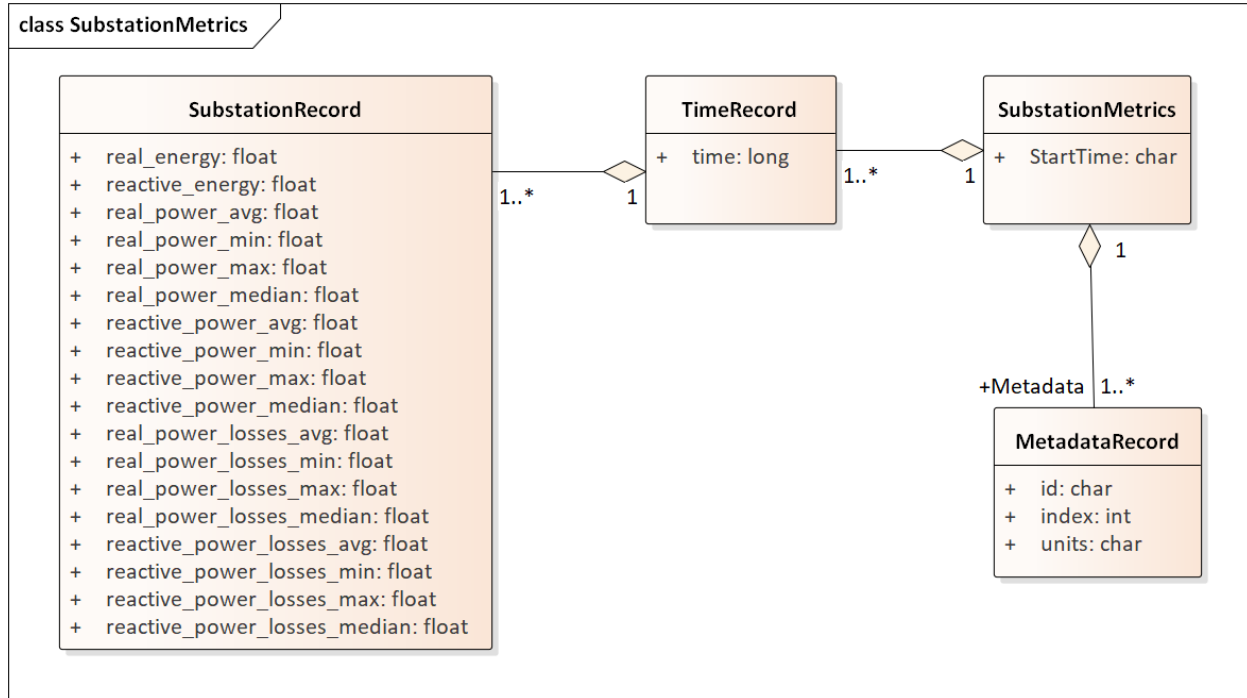 class SubstationMetrics
SubstationRecord
+ real_energy: float
+ reactive_energy: float
+ real_power_avg: float
+ real_power_min: float
+ real_power_max: float
+ real_power_median: float
+ reactive_power_avg: float
+ reactive_power_min: float
+ reactive_power_max: float
+ reactive_power_median: float
+ real_power_losses_avg: float
+ real_power_losses_min: float
+ real_power_losses_max: float
+ real_power_losses_median: float
+ reactive_power_losses_avg: float
+ reactive_power_losses_min: float
+ reactive_power_losses_max: float
+ reactive_power_losses_median: float
1..*
1
TimeRecord
+ time: long
1..*
1
SubstationMetrics
+ StartTime: char
1
+Metadata 1..*
MetadataRecord
+ id: char
+ index: int
+ units: char